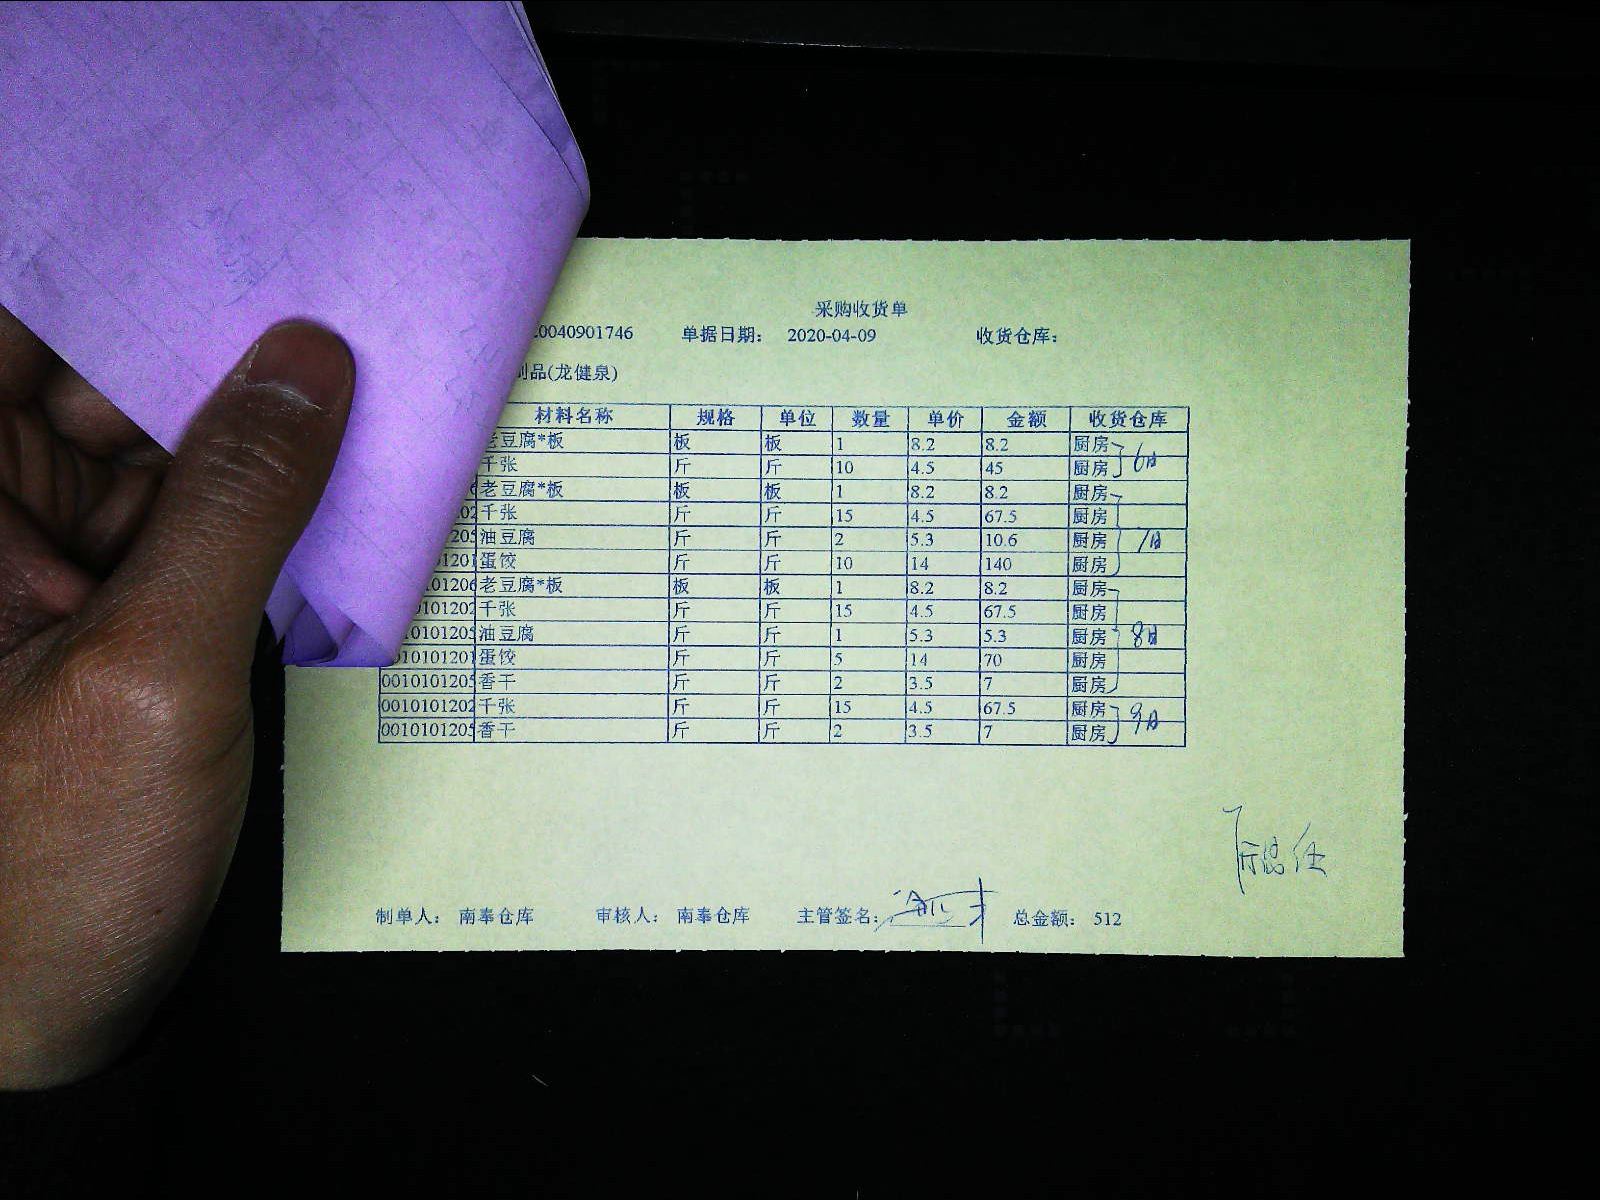 采购收货单
0040901746 单据日期： 2020-04-09 收货仓库：
制品(龙健泉)
材料名称 规格 单位 数量 单价 金额 收货仓库
老豆腐*板 板 板 1 8.2 8.2 厨房
千张 斤 斤 10 4.5 45 厨房 6日
老豆腐*板 板 板 1 8.2 8.2 厨房
千张 斤 斤 15 4.5 67.5 厨房
油豆腐 斤 斤 2 5.3 10.6 厨房 7日
1201 蛋饺 斤 斤 10 14 140 厨房
101206 老豆腐*板 板 板 1 8.2 8.2 厨房
0101202 千张 斤 斤 15 4.5 67.5 厨房
10101205 油豆腐 斤 斤 1 5.3 5.3 厨房 8日
010101201 蛋饺 斤 斤 5 14 70 厨房
0010101205 香干 斤 斤 2 3.5 7 厨房
0010101202 千张 斤 斤 15 4.5 67.5 厨房 9日
0010101205 香干 斤 斤 2 3.5 7 厨房
制单人： 南奉仓库 审核人： 南奉仓库 主管签名： 总金额： 512